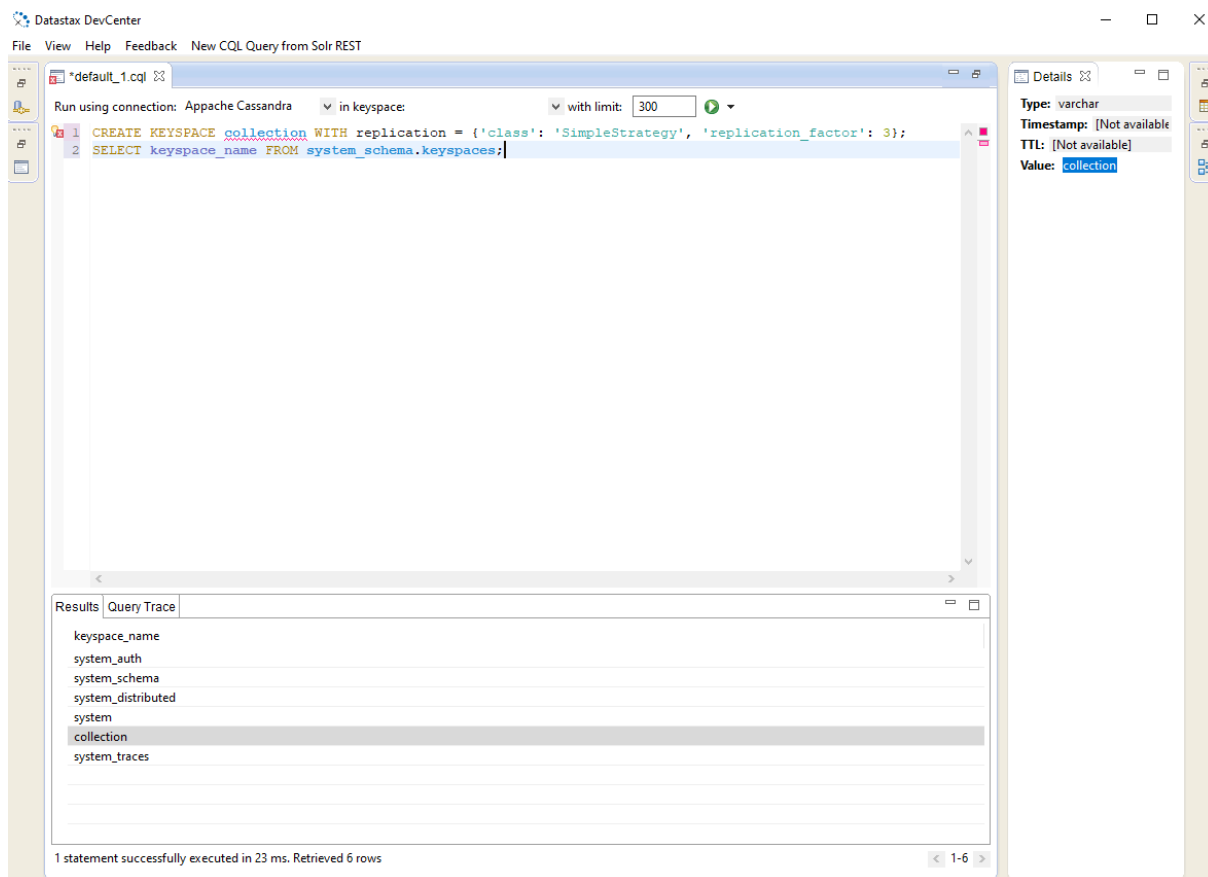 Datastax DevCenter
File View Help Feedback New CQL Query from Solr REST
*default_1.cql
Run using connection: Appache Cassandra in keyspace: with limit: 300
1 CREATE KEYSPACE collection WITH replication = {'class': 'SimpleStrategy', 'replication_factor': 3};
2 SELECT keyspace_name FROM system_schema.keyspaces;
Results Query Trace
keyspace_name
system_auth
system_schema
system_distributed
system
collection
system_traces
1 statement successfully executed in 23 ms. Retrieved 6 rows
< 1-6 >
Details
Type: varchar
Timestamp: [Not available
TTL: [Not available]
Value: collection